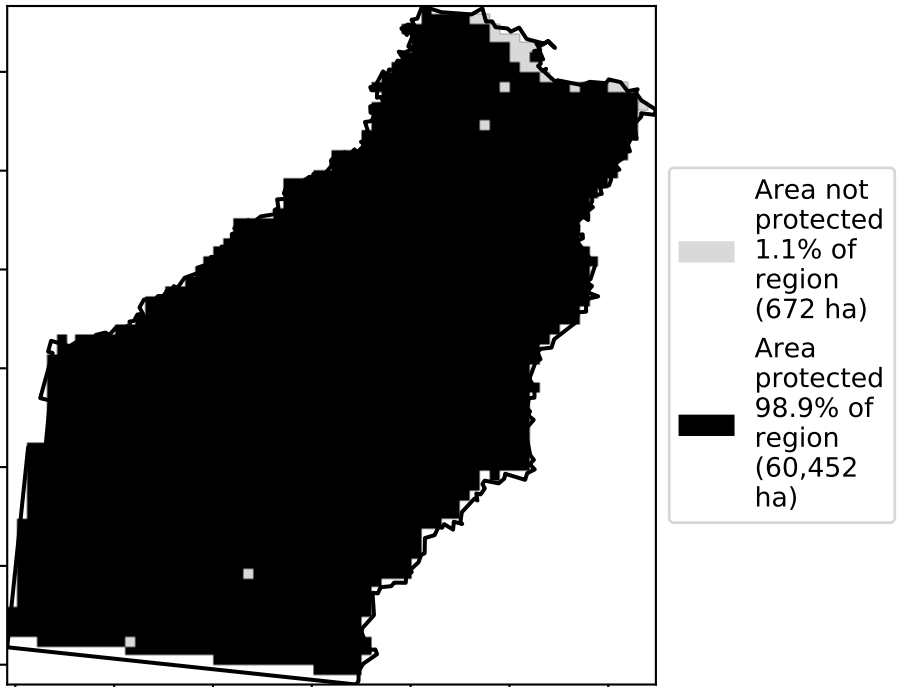 Area not
protected
1.1% of
region
(672 ha)
Area
protected
98.9% of
region
(60,452
ha)